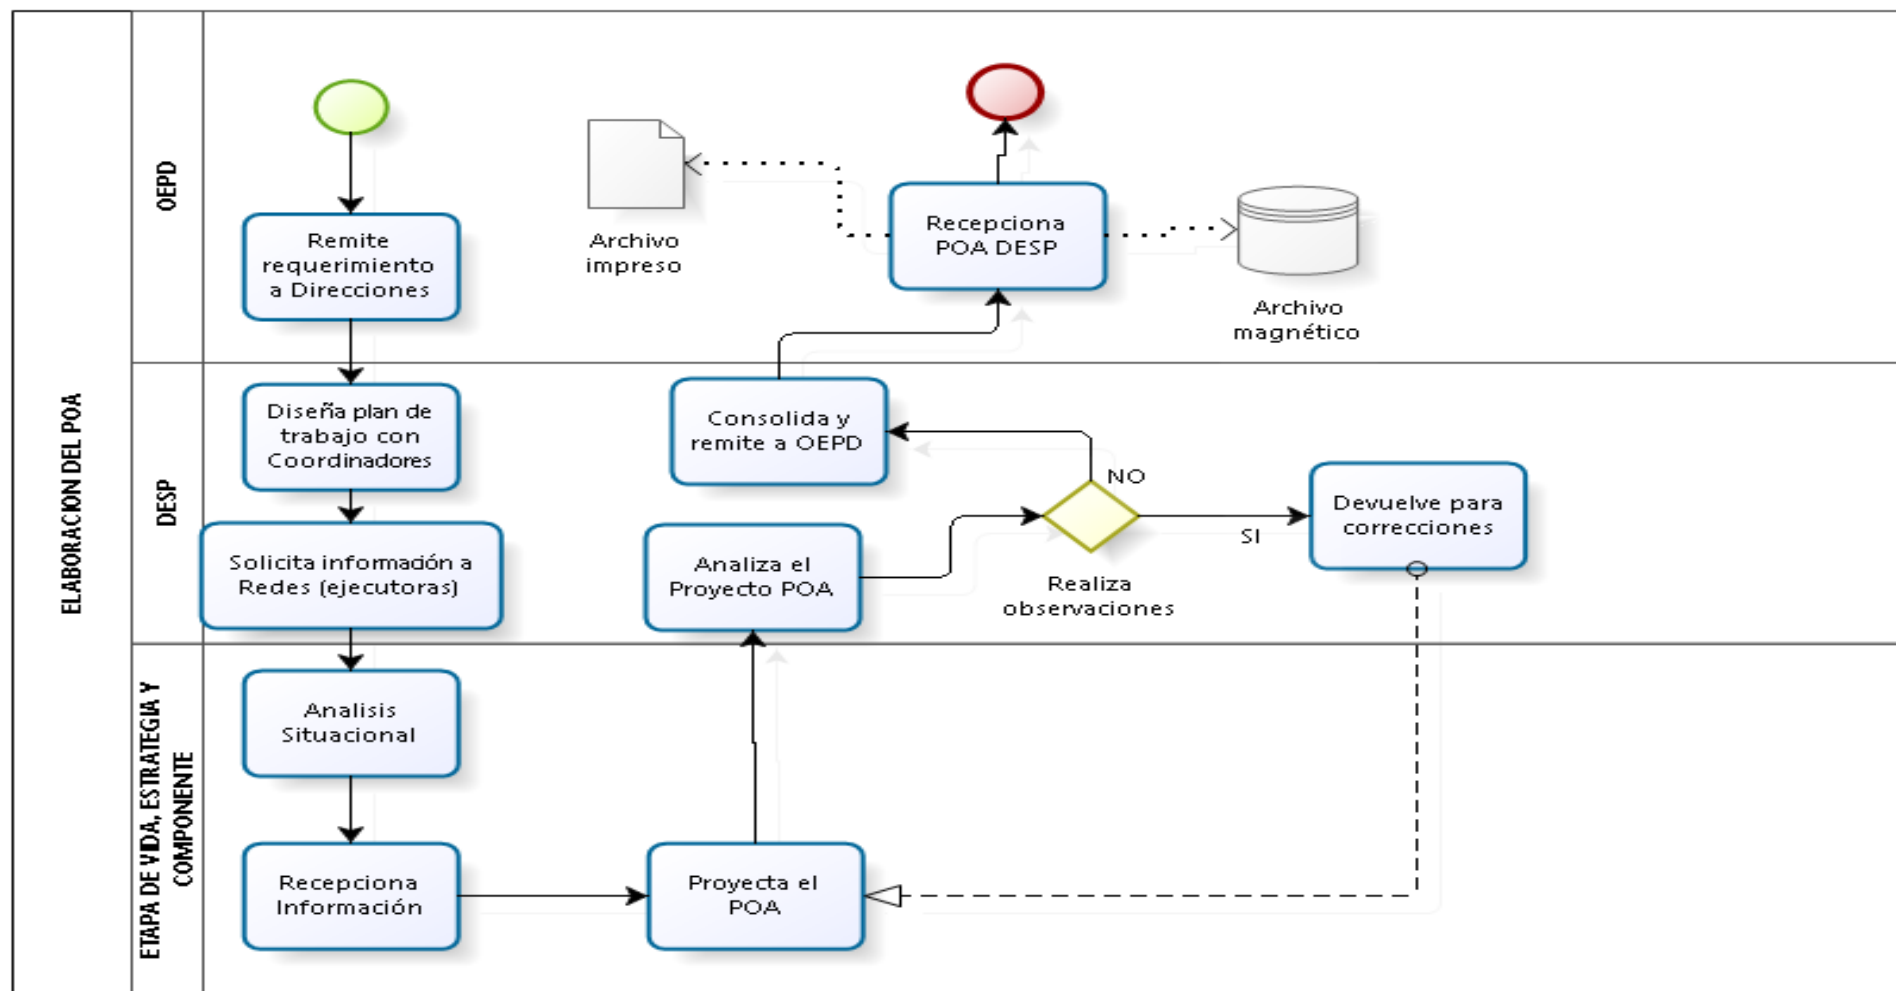 ELABORACION DEL POA
OEPD
Remite
requerimiento
a Direcciones
Archivo
impreso
Recepciona
POA DESP
Archivo
magnético
DESP
Diseña plan de
trabajo con
Coordinadores
Solicita información a
Redes (ejecutoras)
Consolida y
remite a OEPD
Analiza el
Proyecto POA
NO
SI
Realiza
observaciones
Devuelve para
correcciones
ETAPA DE VIDA, ESTRATEGIA Y
COMPONENTE
Analisis
Situacional
Recepciona
Información
Proyecta el
POA